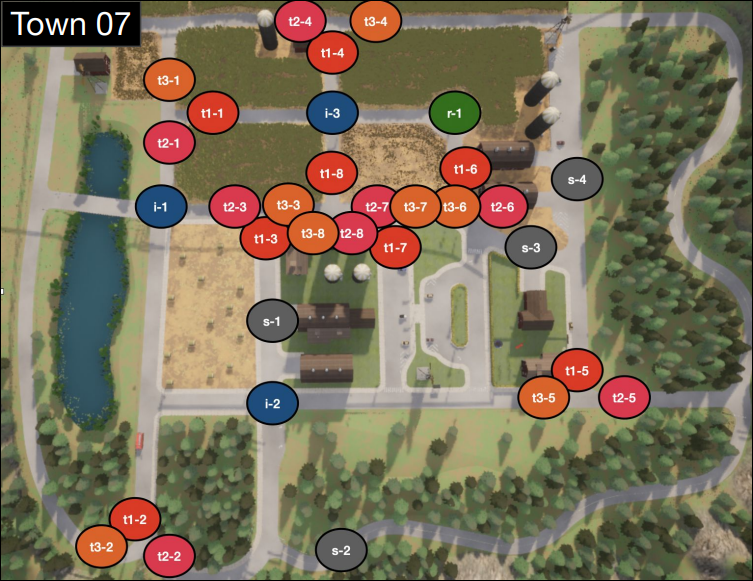 Town 07
t2-4
t3-4
t1-4
t3-1
t1-1
i-3
r-1
t2-1
t1-8
t1-6
s-4
i-1
t2-3
t3-3
t2-7
t3-7
t3-6
t2-6
t1-3
t3-8
t2-8
t1-7
s-3
s-1
t1-5
t3-5
t2-5
i-2
t1-2
t3-2
t2-2
s-2